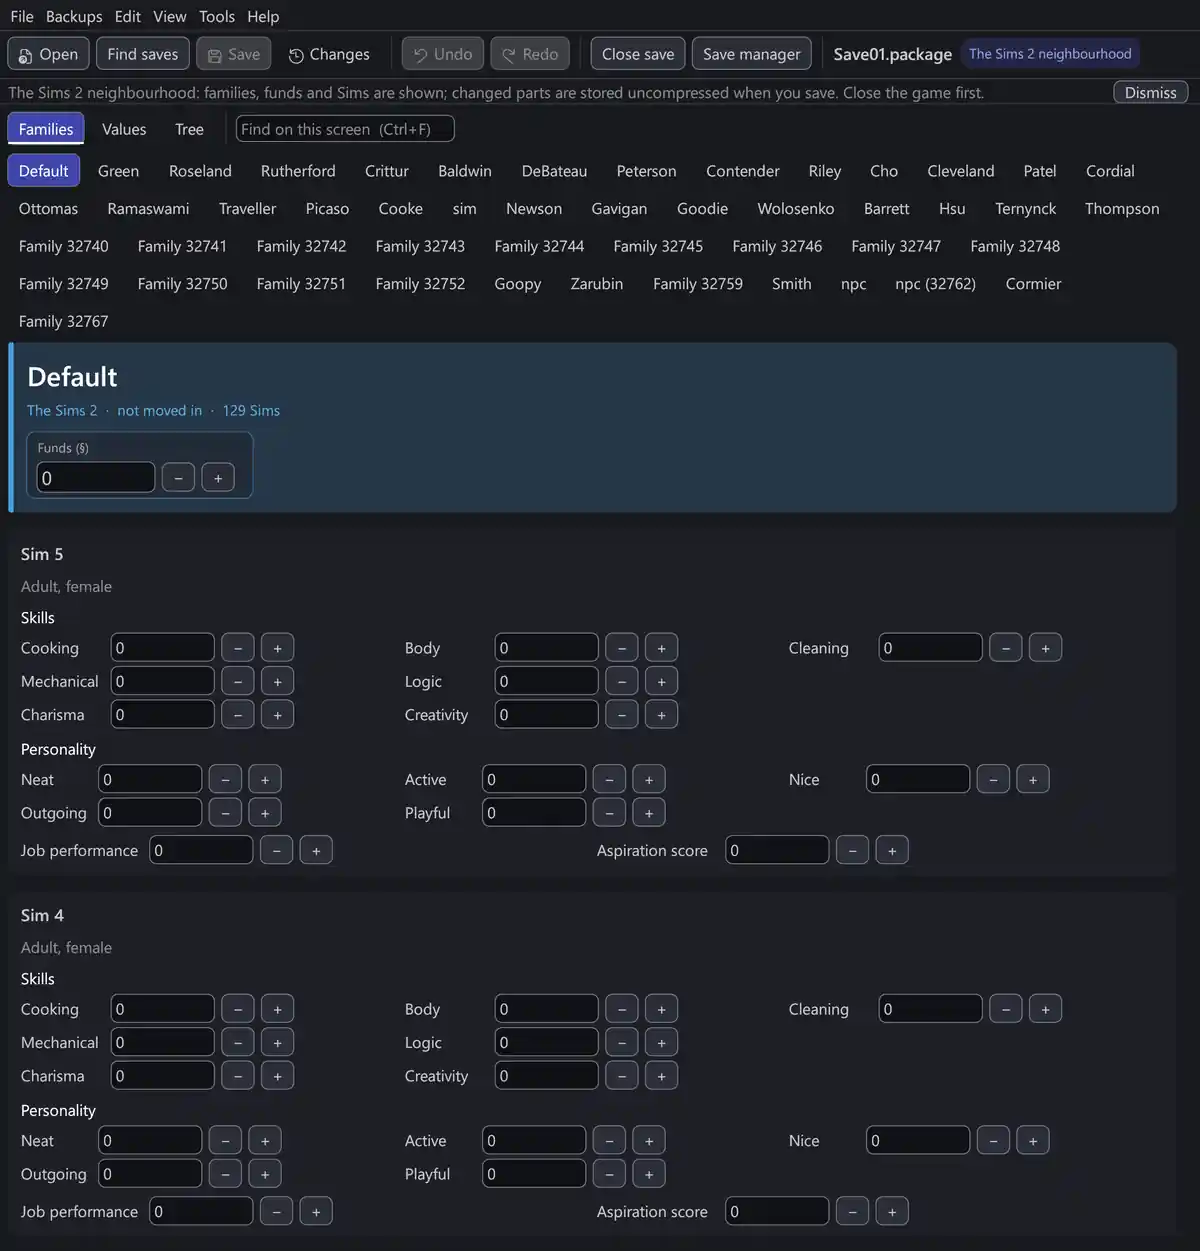 File Backups Edit View Tools Help
Open Find saves Save Changes Undo Redo Close save Save manager Save01.package The Sims 2 neighbourhood
The Sims 2 neighbourhood: families, funds and Sims are shown; changed parts are stored uncompressed when you save. Close the game first. Dismiss
Families Values Tree Find on this screen (Ctrl+F)
Default Green Roseland Rutherford Crittur Baldwin DeBateau Peterson Contender Riley Cho Cleveland Patel Cordial
Ottomas Ramaswami Traveller Picaso Cooke sim Newson Gavigan Goodie Wolosenko Barrett Hsu Ternynck Thompson
Family 32740 Family 32741 Family 32742 Family 32743 Family 32744 Family 32745 Family 32746 Family 32747 Family 32748
Family 32749 Family 32750 Family 32751 Family 32752 Goopy Zarubin Family 32759 Smith npc npc (32762) Cormier
Family 32767
Default
The Sims 2 · not moved in · 129 Sims
Funds (§)
0 − +
Sim 5
Adult, female
Skills
Cooking 0 − + Body 0 − + Cleaning 0 − +
Mechanical 0 − + Logic 0 − +
Charisma 0 − + Creativity 0 − +
Personality
Neat 0 − + Active 0 − + Nice 0 − +
Outgoing 0 − + Playful 0 − +
Job performance 0 − + Aspiration score 0 − +
Sim 4
Adult, female
Skills
Cooking 0 − + Body 0 − + Cleaning 0 − +
Mechanical 0 − + Logic 0 − +
Charisma 0 − + Creativity 0 − +
Personality
Neat 0 − + Active 0 − + Nice 0 − +
Outgoing 0 − + Playful 0 − +
Job performance 0 − + Aspiration score 0 − +